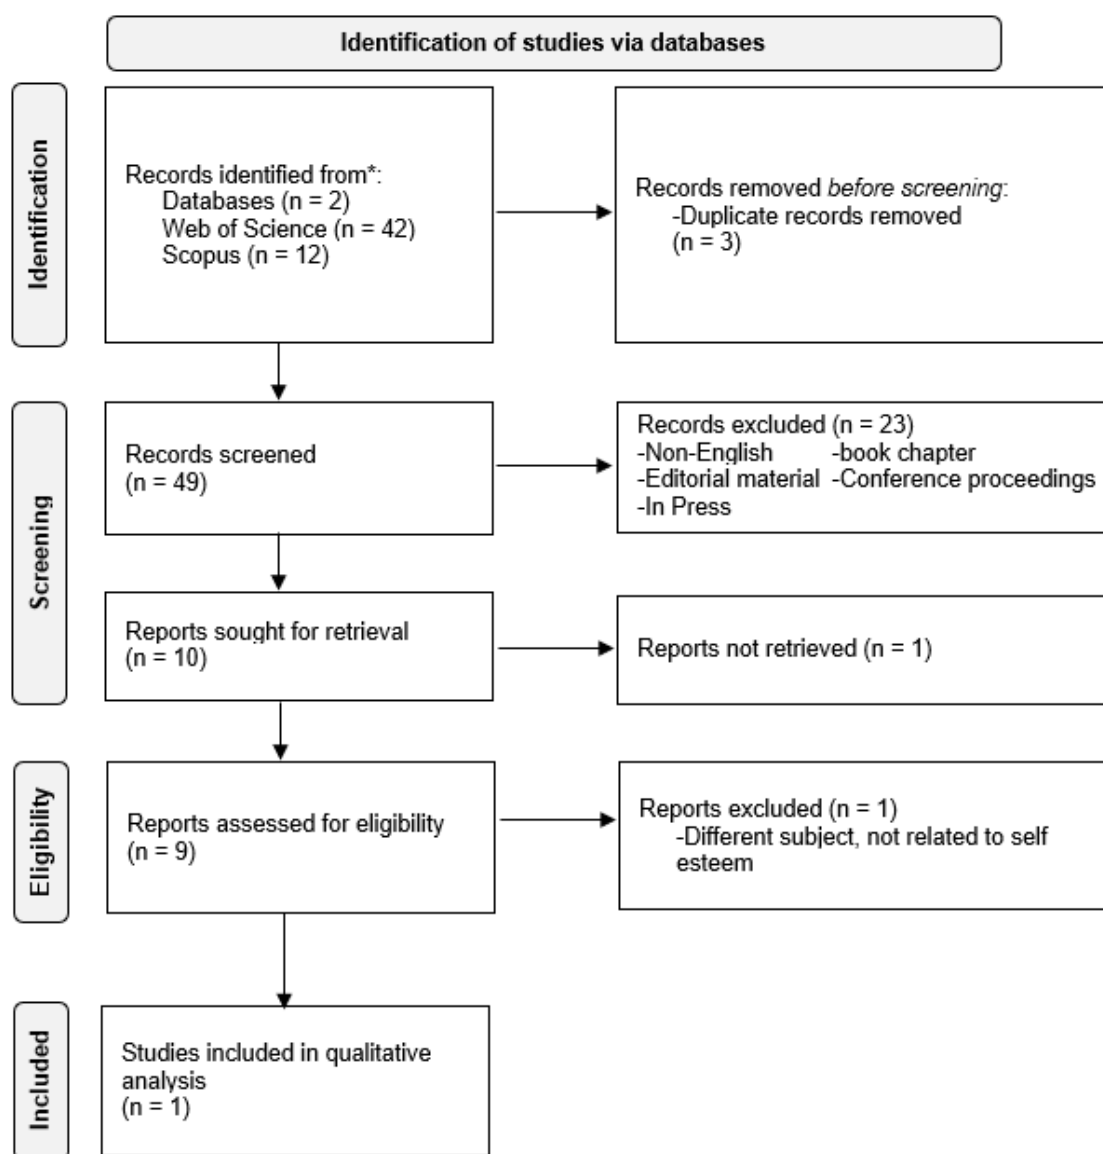 Identification of studies via databases
Identification
Records identified from*:
Databases (n = 2)
Web of Science (n = 42)
Scopus (n = 12)
Records removed before screening:
-Duplicate records removed
(n = 3)
Screening
Records screened
(n = 49)
Records excluded (n = 23)
-Non-English -book chapter
-Editorial material -Conference proceedings
-In Press
Reports sought for retrieval
(n = 10)
Reports not retrieved (n = 1)
Eligibility
Reports assessed for eligibility
(n = 9)
Reports excluded (n = 1)
-Different subject, not related to self
esteem
Included
Studies included in qualitative
analysis
(n = 1)